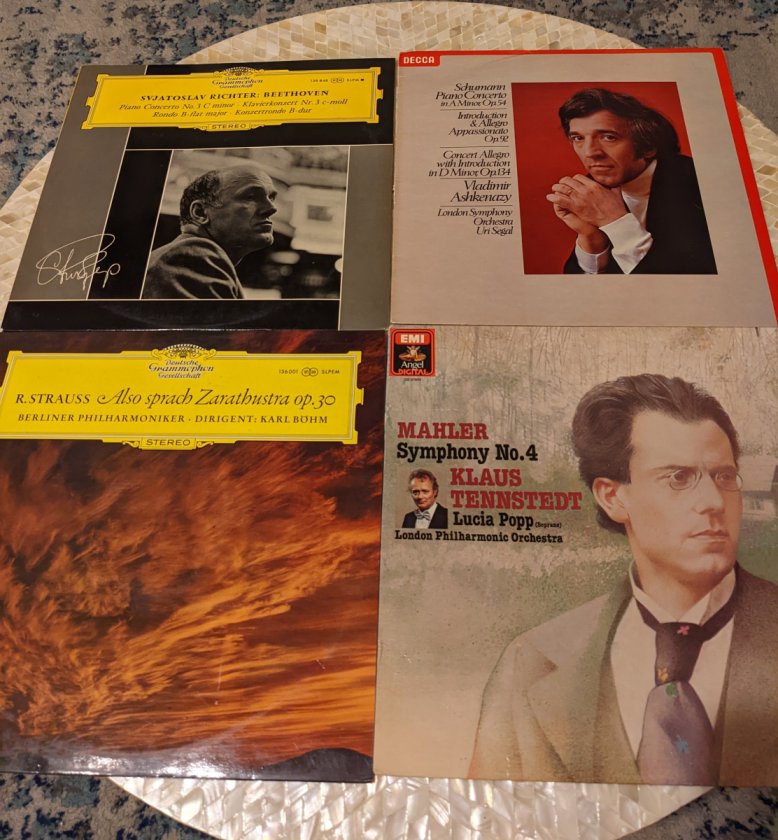 Deutsche
Grammophon
Gesellschaft
SLPM
SVJATOSLAV RICHTER: BEETHOVEN
Piano Concerto No. 3 C minor · Klavierkonzert Nr. 3 c-moll
Rondo B-flat major · Konzertrondo B-dur
STEREO
DECCA
Schumann
Piano Concerto
in A Minor, Op.54
Introduction
& Allegro
Appassionato
Op. 92
Concert Allegro
with Introduction
in D Minor, Op.134
Vladimir
Ashkenazy
London Symphony
Orchestra
Uri Segal
Deutsche
Grammophon
Gesellschaft
136001 SLPEM
R. STRAUSS Also sprach Zarathustra op. 30
BERLINER PHILHARMONIKER · DIRIGENT: KARL BÖHM
STEREO
EMI
Angel
DIGITAL
MAHLER
Symphony No. 4
KLAUS
TENNSTEDT
Lucia Popp (Soprano)
London Philharmonic Orchestra